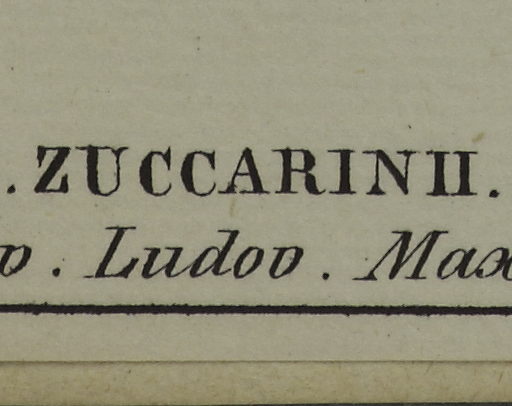 . ZUCCARINII.
v. Ludov. Max